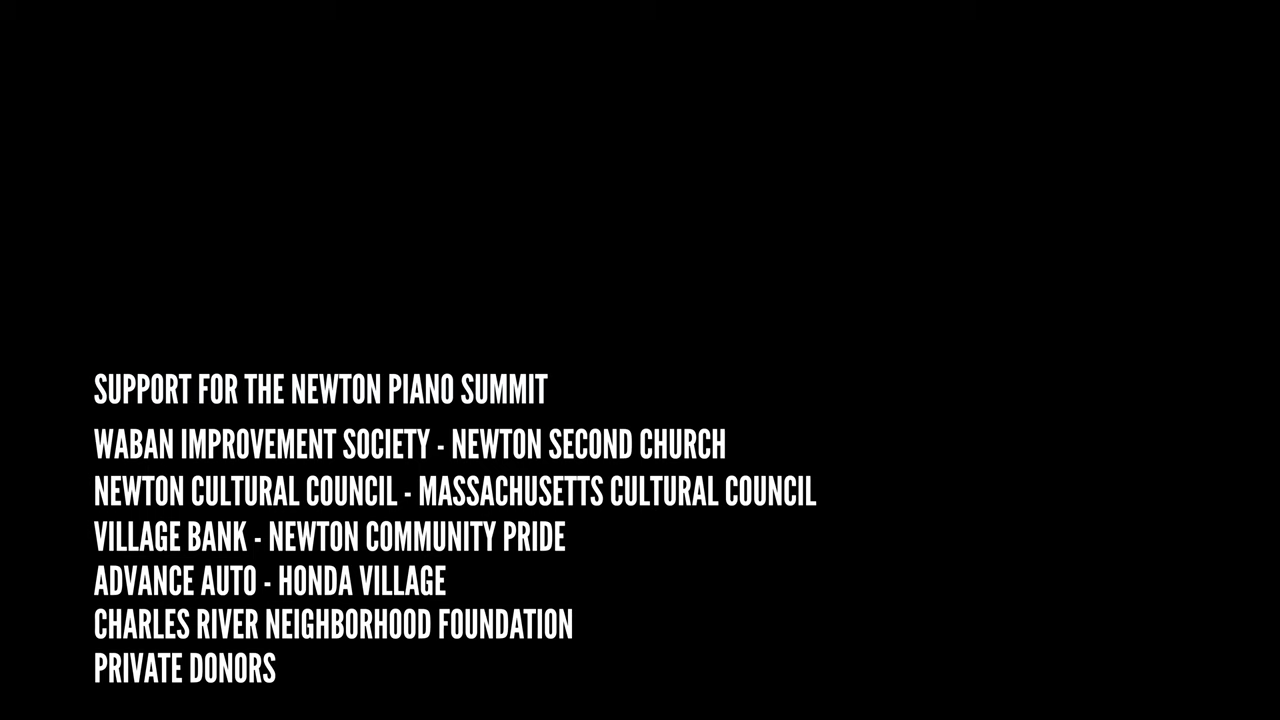 SUPPORT FOR THE NEWTON PIANO SUMMIT
WABAN IMPROVEMENT SOCIETY - NEWTON SECOND CHURCH
NEWTON CULTURAL COUNCIL - MASSACHUSETTS CULTURAL COUNCIL
VILLAGE BANK - NEWTON COMMUNITY PRIDE
ADVANCE AUTO - HONDA VILLAGE
CHARLES RIVER NEIGHBORHOOD FOUNDATION
PRIVATE DONORS